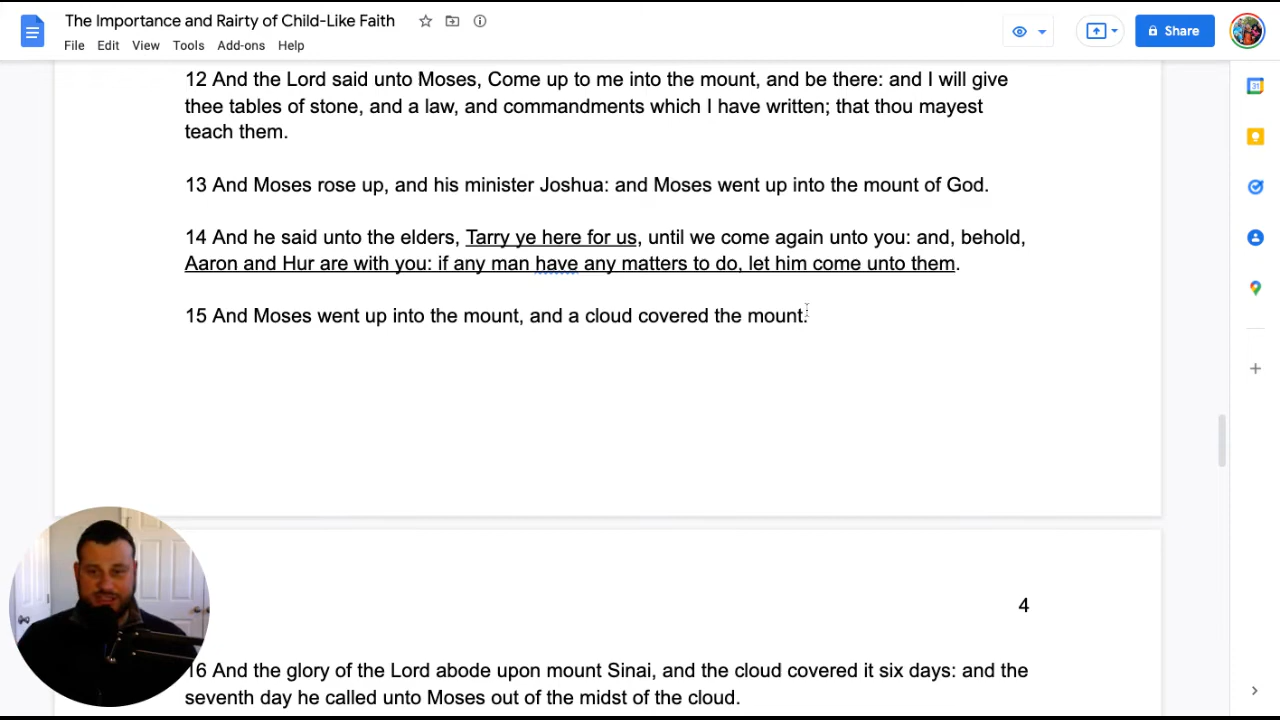 The Importance and Rairty of Child-Like Faith
File Edit View Tools Add-ons Help
Share
12 And the Lord said unto Moses, Come up to me into the mount, and be there: and I will give
thee tables of stone, and a law, and commandments which I have written; that thou mayest
teach them.
13 And Moses rose up, and his minister Joshua: and Moses went up into the mount of God.
14 And he said unto the elders, Tarry ye here for us, until we come again unto you: and, behold,
Aaron and Hur are with you: if any man have any matters to do, let him come unto them.
15 And Moses went up into the mount, and a cloud covered the mount.
4
16 And the glory of the Lord abode upon mount Sinai, and the cloud covered it six days: and the
seventh day he called unto Moses out of the midst of the cloud.
31